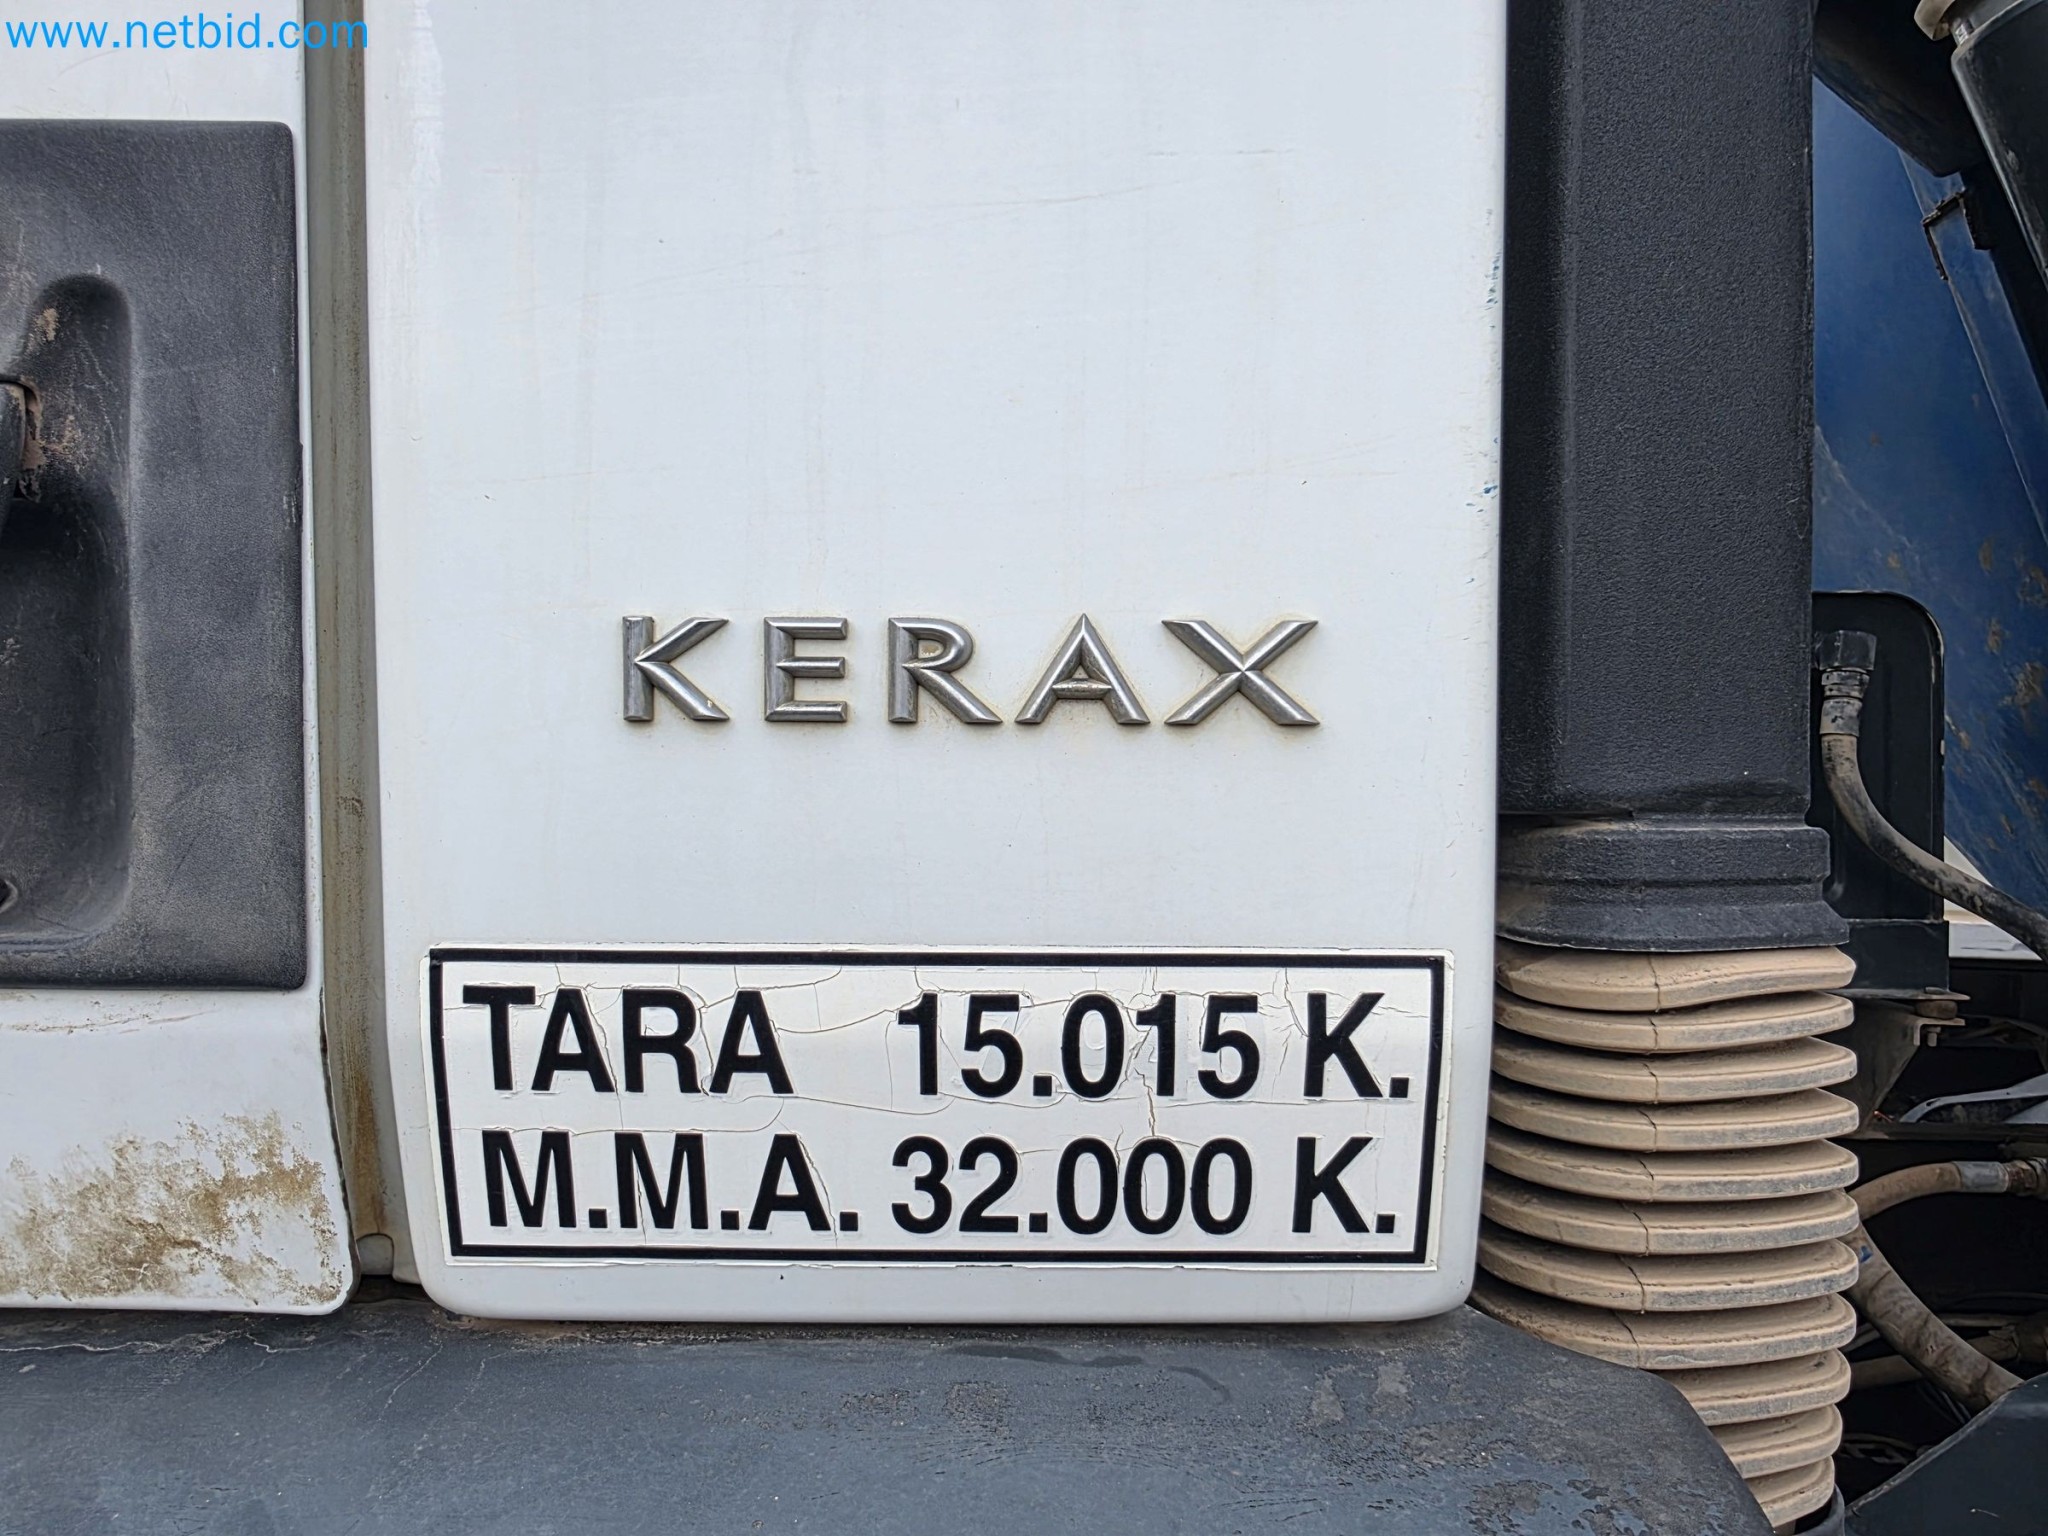 www.netbid.com
KERAX
TARA 15.015 K.
M.M.A. 32.000 K.